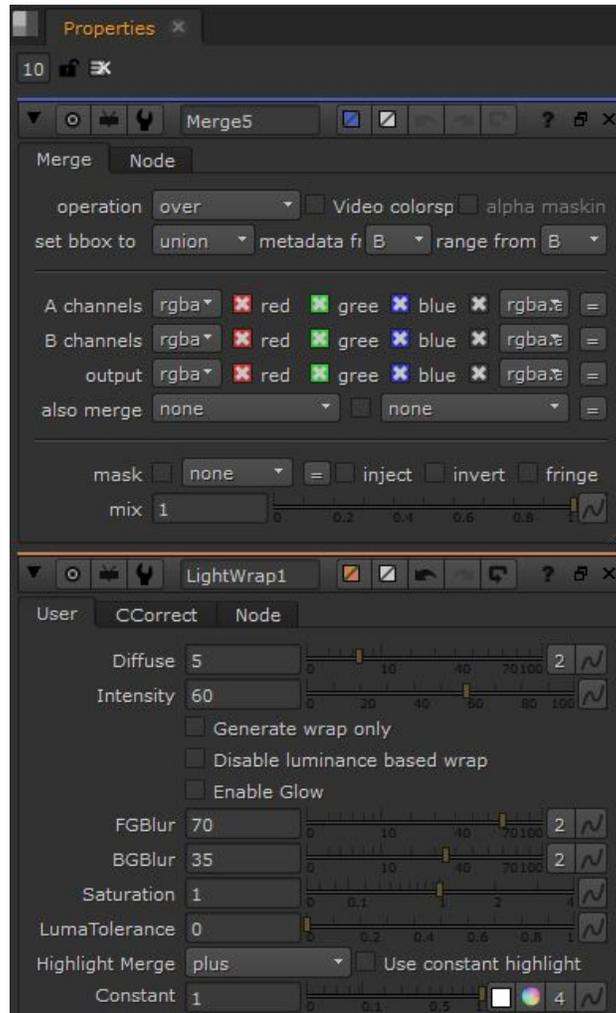 Properties
10
Merge5 ?
Merge Node
operation over Video colorsp alpha maskin
set bbox to union metadata fr B range from B
A channels rgba red gree blue rgba.a =
B channels rgba red gree blue rgba.a =
output rgba red gree blue rgba.a =
also merge none none =
mask none = inject invert fringe
mix 1 0 0.2 0.4 0.6 0.8 1
LightWrap1 ?
User CCorrect Node
Diffuse 5 0 10 40 70 100 2
Intensity 60 0 20 40 60 80 100
Generate wrap only
Disable luminance based wrap
Enable Glow
FGBlur 70 0 10 40 70 100 2
BGBlur 35 0 10 40 70 100 2
Saturation 1 0 0.1 1 2 4
LumaTolerance 0 0 0.2 0.4 0.6 0.8 1
Highlight Merge plus Use constant highlight
Constant 1 0 0.1 0.5 1 4